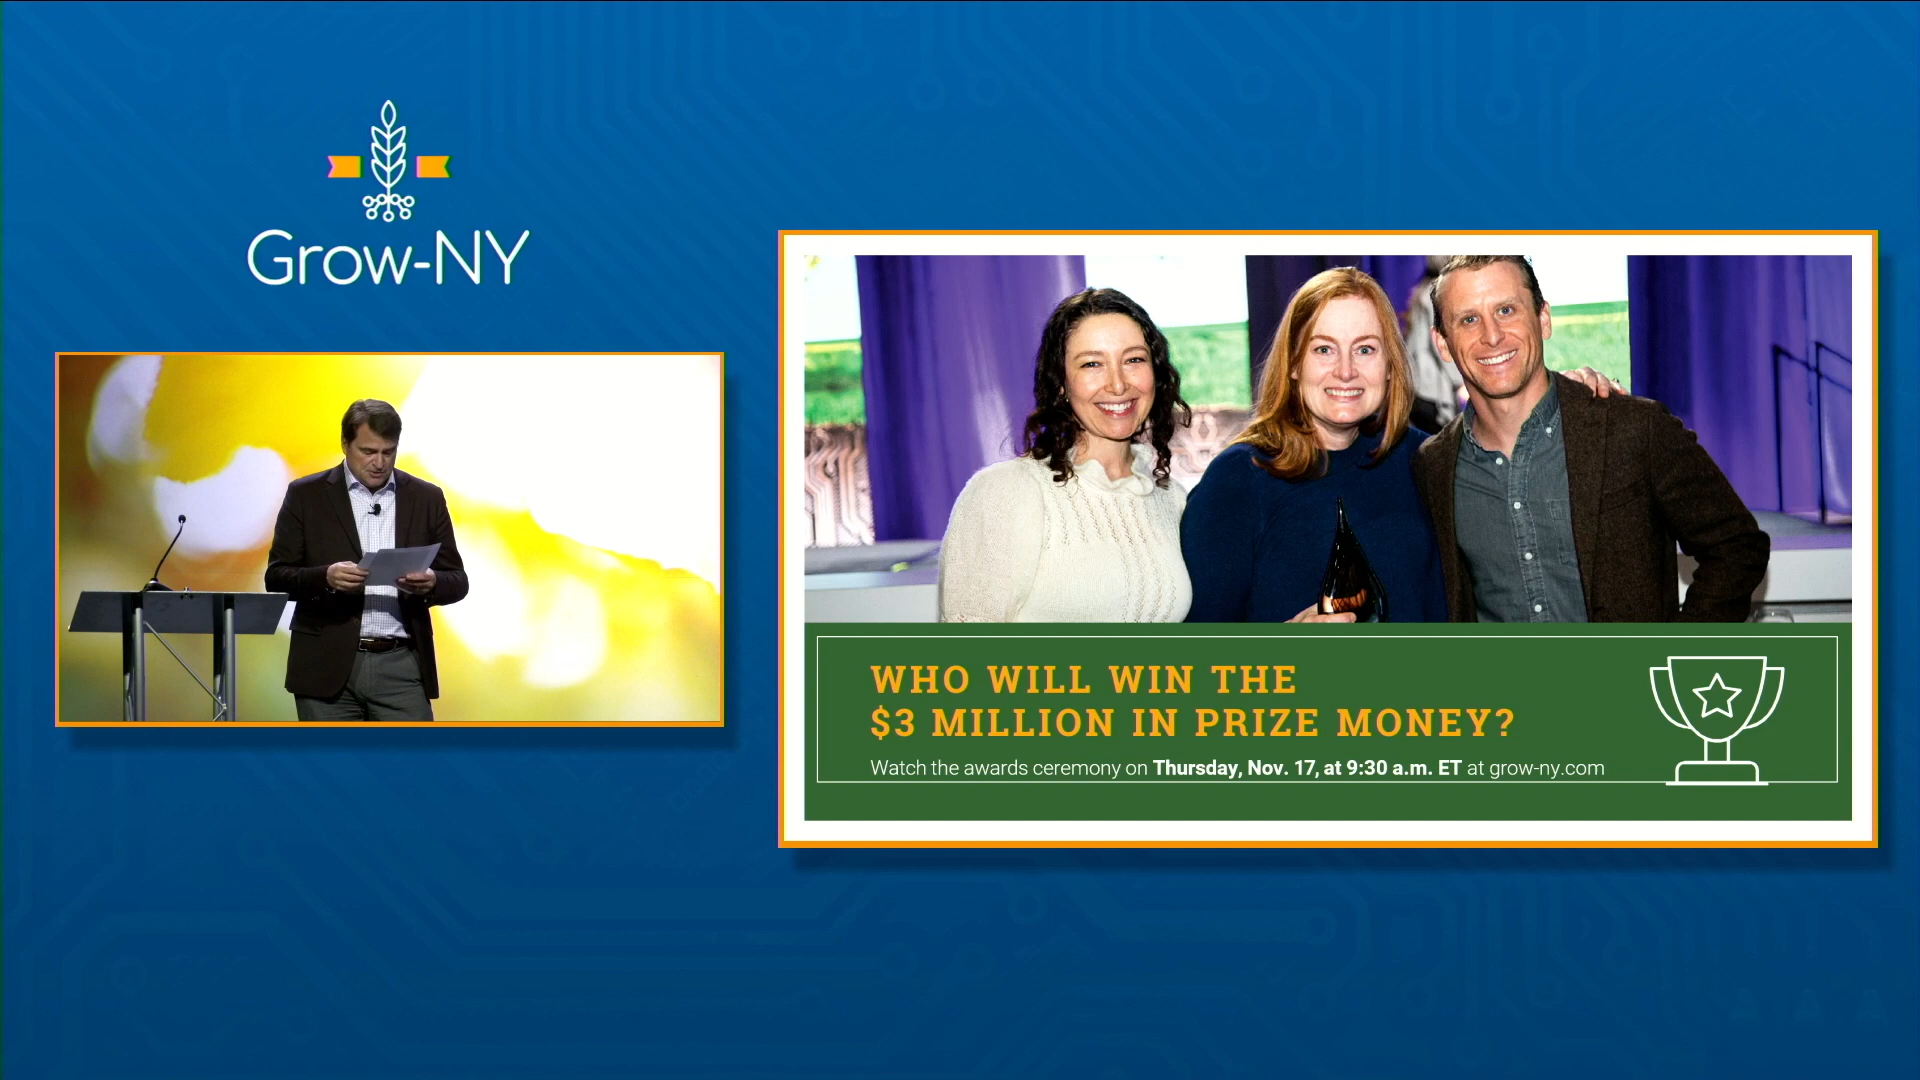 Grow-NY
WHO WILL WIN THE
$3 MILLION IN PRIZE MONEY?
Watch the awards ceremony on Thursday, Nov. 17, at 9:30 a.m. ET at grow-ny.com